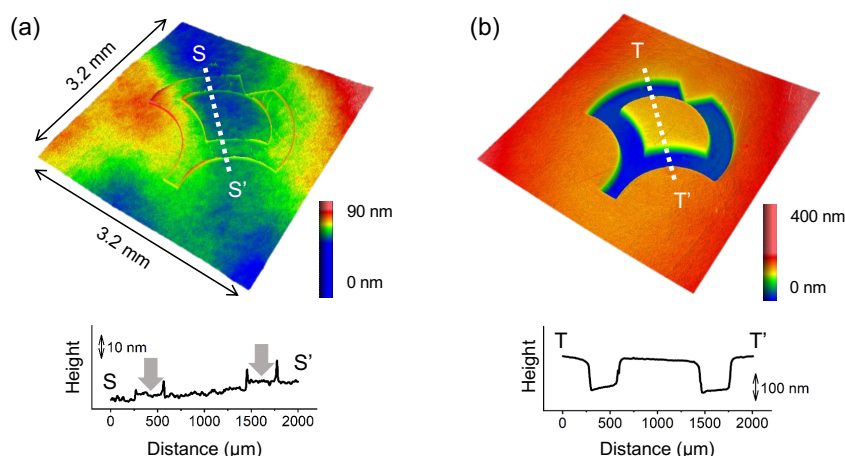 (a)
3.2 mm
3.2 mm
S
S'
90 nm
0 nm
Height
10 nm
S
S'
0 500 1000 1500 2000
Distance (μm)
(b)
T
T'
400 nm
0 nm
Height
T
T'
100 nm
0 500 1000 1500 2000
Distance (μm)